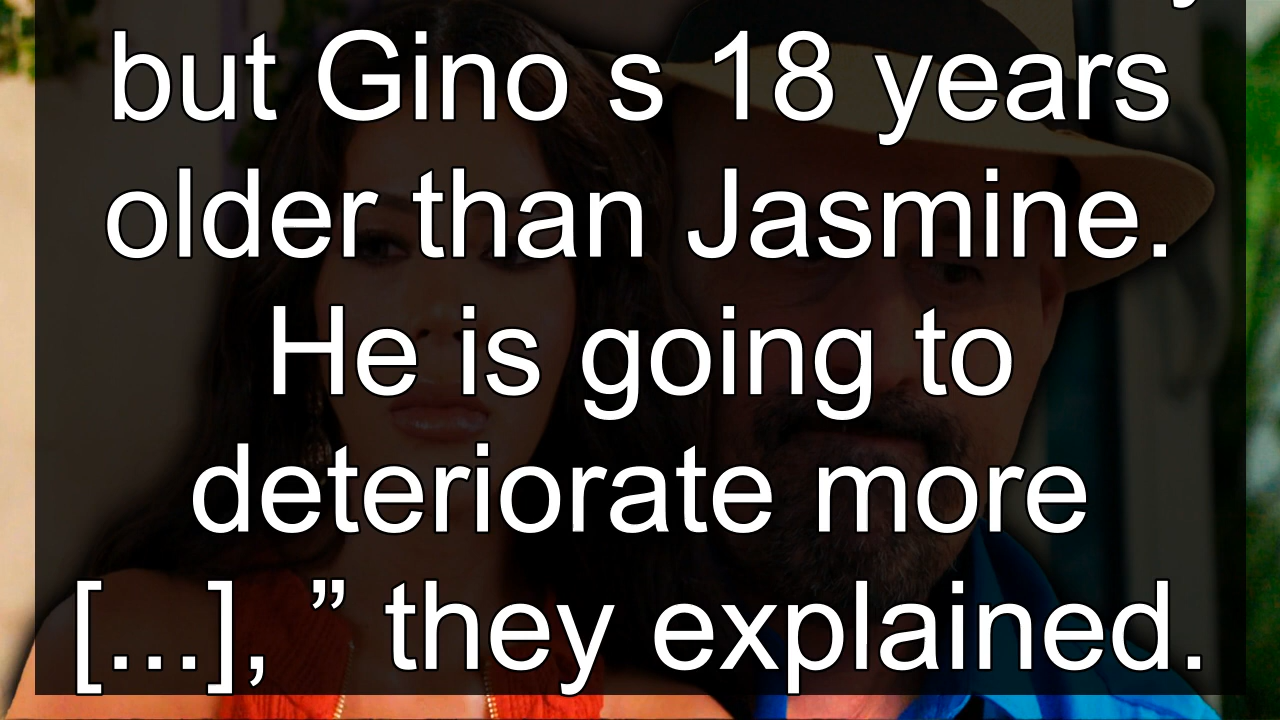 but Gino s 18 years
older than Jasmine.
He is going to
deteriorate more
[...], ” they explained.